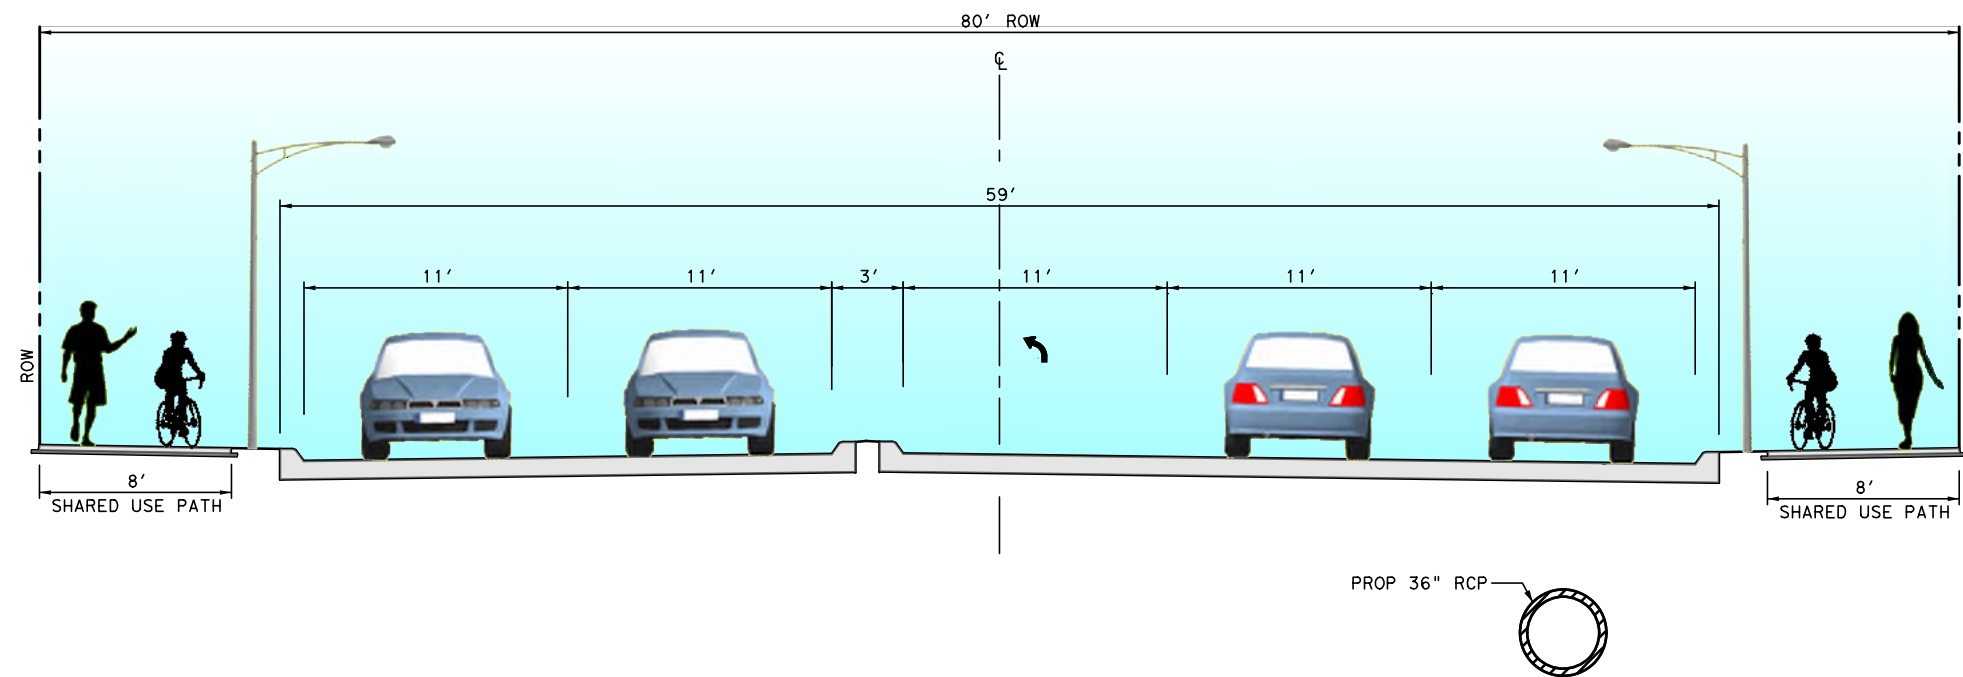 80' ROW
℄
59'
11'
11'
3'
11'
11'
11'
ROW
8'
SHARED USE PATH
8'
SHARED USE PATH
PROP 36" RCP